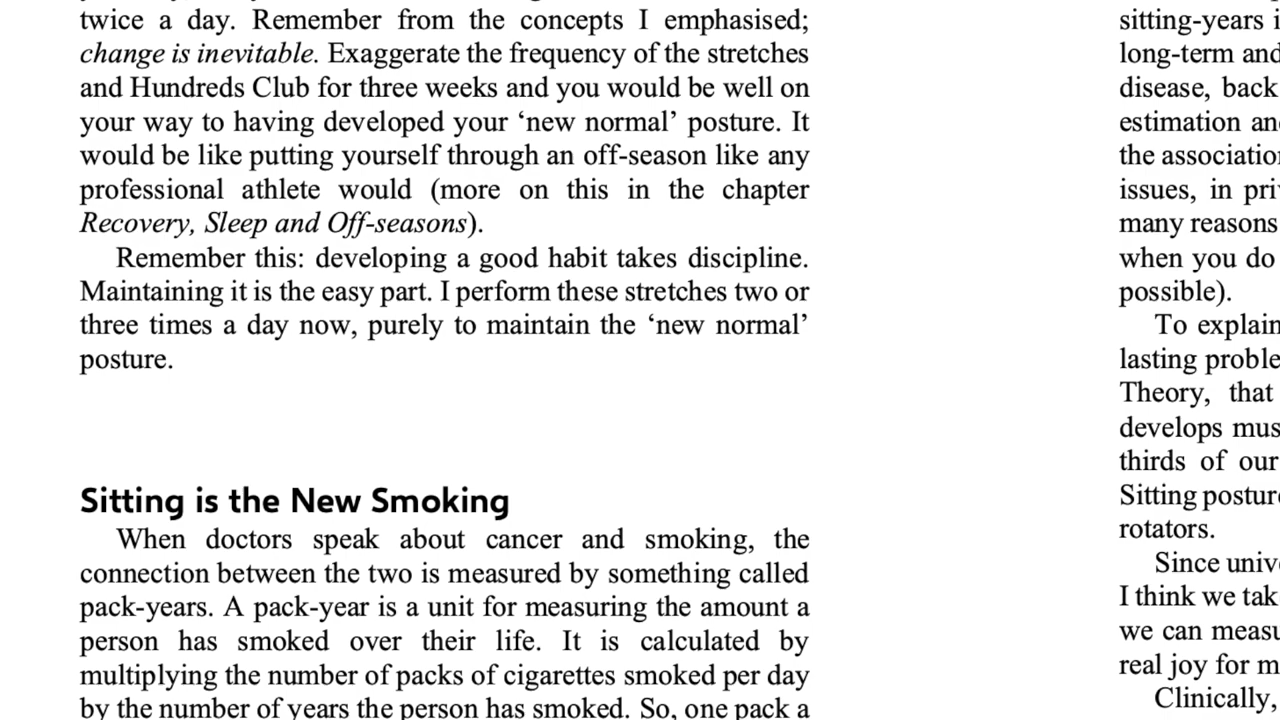 twice a day. Remember from the concepts I emphasised;
change is inevitable. Exaggerate the frequency of the stretches
and Hundreds Club for three weeks and you would be well on
your way to having developed your ‘new normal’ posture. It
would be like putting yourself through an off-season like any
professional athlete would (more on this in the chapter
Recovery, Sleep and Off-seasons).
Remember this: developing a good habit takes discipline.
Maintaining it is the easy part. I perform these stretches two or
three times a day now, purely to maintain the ‘new normal’
posture.
Sitting is the New Smoking
When doctors speak about cancer and smoking, the
connection between the two is measured by something called
pack-years. A pack-year is a unit for measuring the amount a
person has smoked over their life. It is calculated by
multiplying the number of packs of cigarettes smoked per day
by the number of years the person has smoked. So, one pack a
sitting-years
long-term and
disease, back
estimation
the
issues, in
many reasons
when you do
possible).
To explain
lasting
Theory, that
develops
thirds of our
Sitting
rotators.
Since
I think we
we can
real joy for
Clinically,